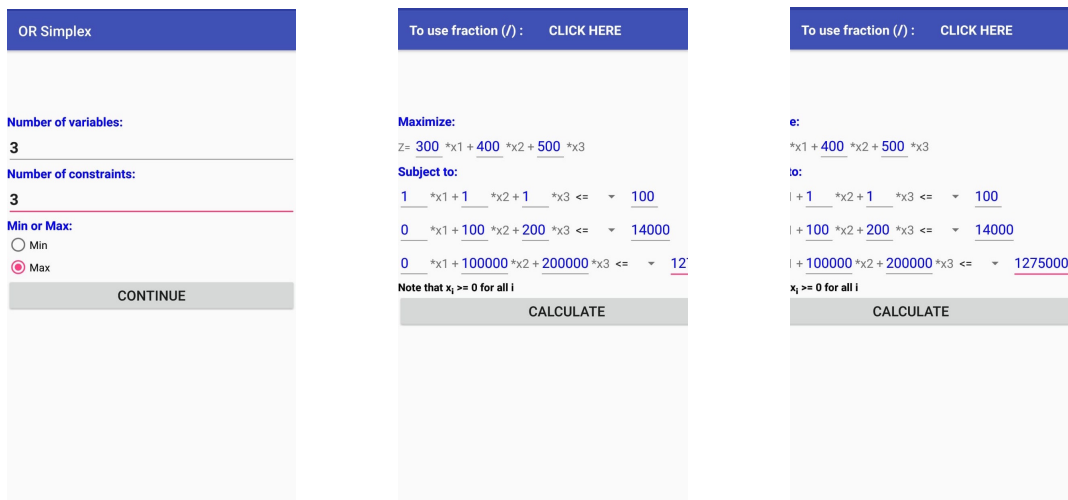 OR Simplex
Number of variables:
3
Number of constraints:
3
Min or Max:
Min
Max
CONTINUE
To use fraction (/) : CLICK HERE
Maximize:
Z= 300 *x1 + 400 *x2 + 500 *x3
Subject to:
1 *x1 + 1 *x2 + 1 *x3 <= 100
0 *x1 + 100 *x2 + 200 *x3 <= 14000
0 *x1 + 100000 *x2 + 200000 *x3 <= 127
Note that xi >= 0 for all i
CALCULATE
To use fraction (/) : CLICK HERE
e:
*x1 + 400 *x2 + 500 *x3
to:
+ 1 *x2 + 1 *x3 <= 100
+ 100 *x2 + 200 *x3 <= 14000
+ 100000 *x2 + 200000 *x3 <= 1275000
xi >= 0 for all i
CALCULATE